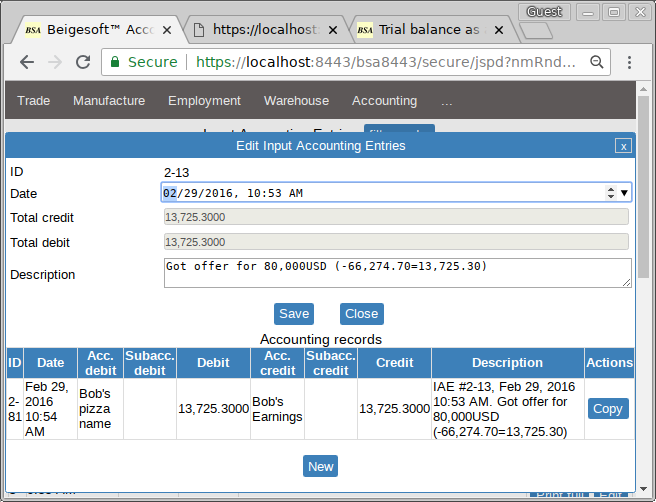 Guest
BSA Beigesoft™ Acc
https://localhost
BSA Trial balance as
Secure https://localhost:8443/bsa8443/secure/jspd?nmRnd...
Trade Manufacture Employment Warehouse Accounting ...
Edit Input Accounting Entries x
ID 2-13
Date 02/29/2016, 10:53 AM
Total credit 13,725.3000
Total debit 13,725.3000
Description Got offer for 80,000USD (-66,274.70=13,725.30)
Save Close
Accounting records
ID Date Acc. debit Subacc. debit Debit Acc. credit Subacc. credit Credit Description Actions
2-81 Feb 29, 2016 10:54 AM Bob's pizza name 13,725.3000 Bob's Earnings 13,725.3000 IAE #2-13, Feb 29, 2016 10:53 AM. Got offer for 80,000USD (-66,274.70=13,725.30) Copy
New